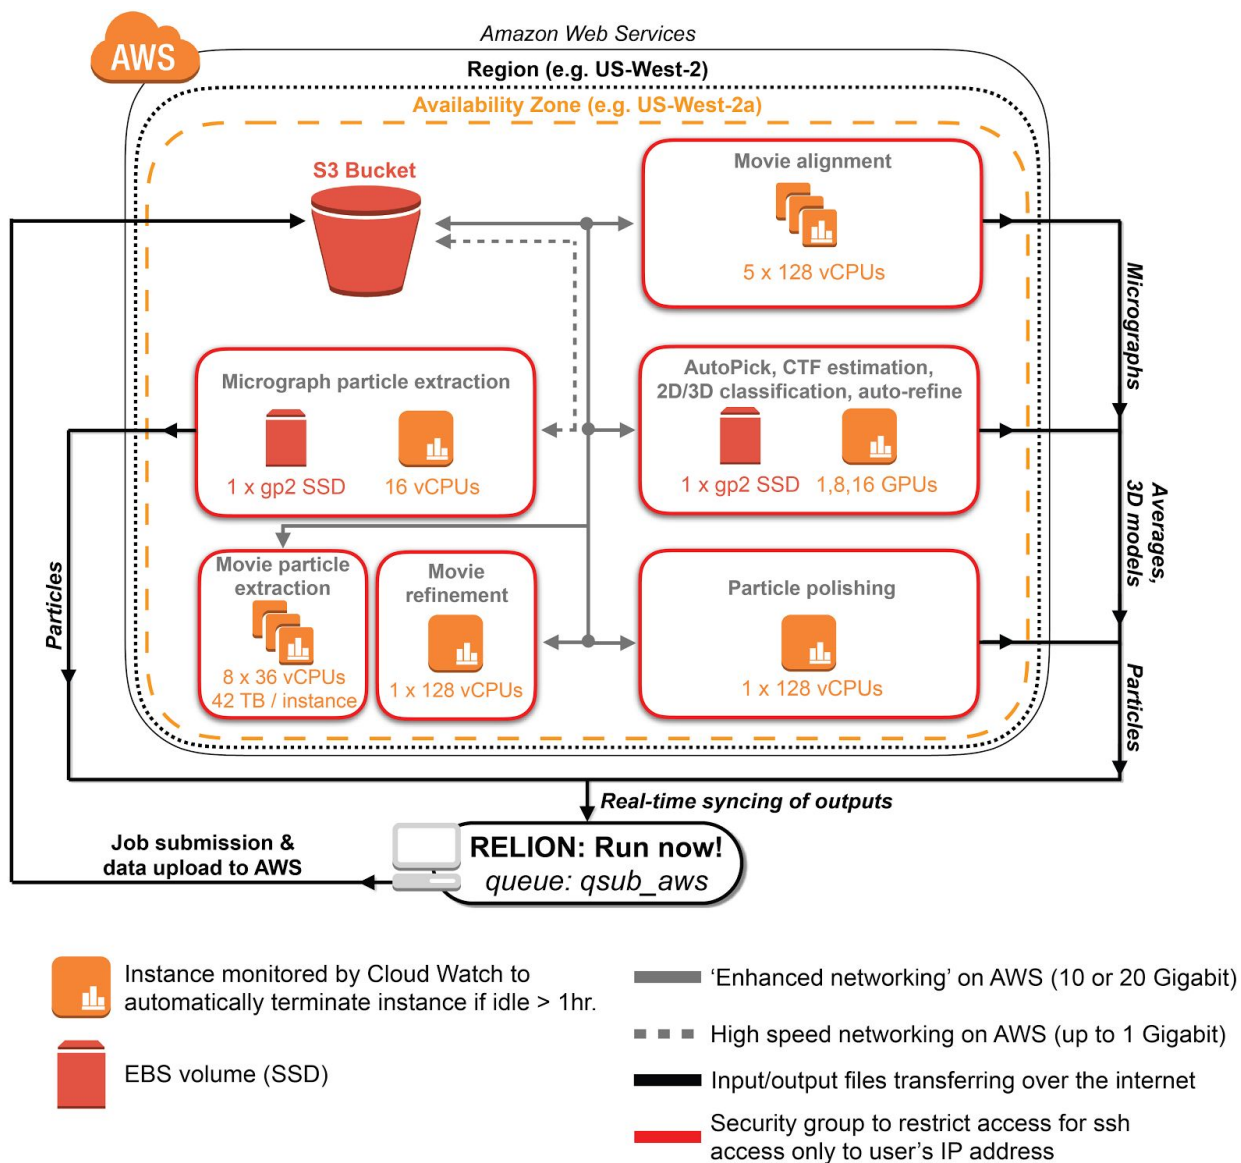 Amazon Web Services
AWS
Region (e.g. US-West-2)
Availability Zone (e.g. US-West-2a)
S3 Bucket
Movie alignment
5 x 128 vCPUs
Micrographs
Micrograph particle extraction
1 x gp2 SSD
16 vCPUs
AutoPick, CTF estimation,
2D/3D classification, auto-refine
1 x gp2 SSD
1,8,16 GPUs
Averages,
3D models
Particles
Movie particle
extraction
8 x 36 vCPUs
42 TB / instance
Movie
refinement
1 x 128 vCPUs
Particle polishing
1 x 128 vCPUs
Particles
Real-time syncing of outputs
Job submission &
data upload to AWS
RELION: Run now!
queue: qsub_aws
Instance monitored by Cloud Watch to
automatically terminate instance if idle > 1hr.
EBS volume (SSD)
‘Enhanced networking’ on AWS (10 or 20 Gigabit)
High speed networking on AWS (up to 1 Gigabit)
Input/output files transferring over the internet
Security group to restrict access for ssh
access only to user’s IP address